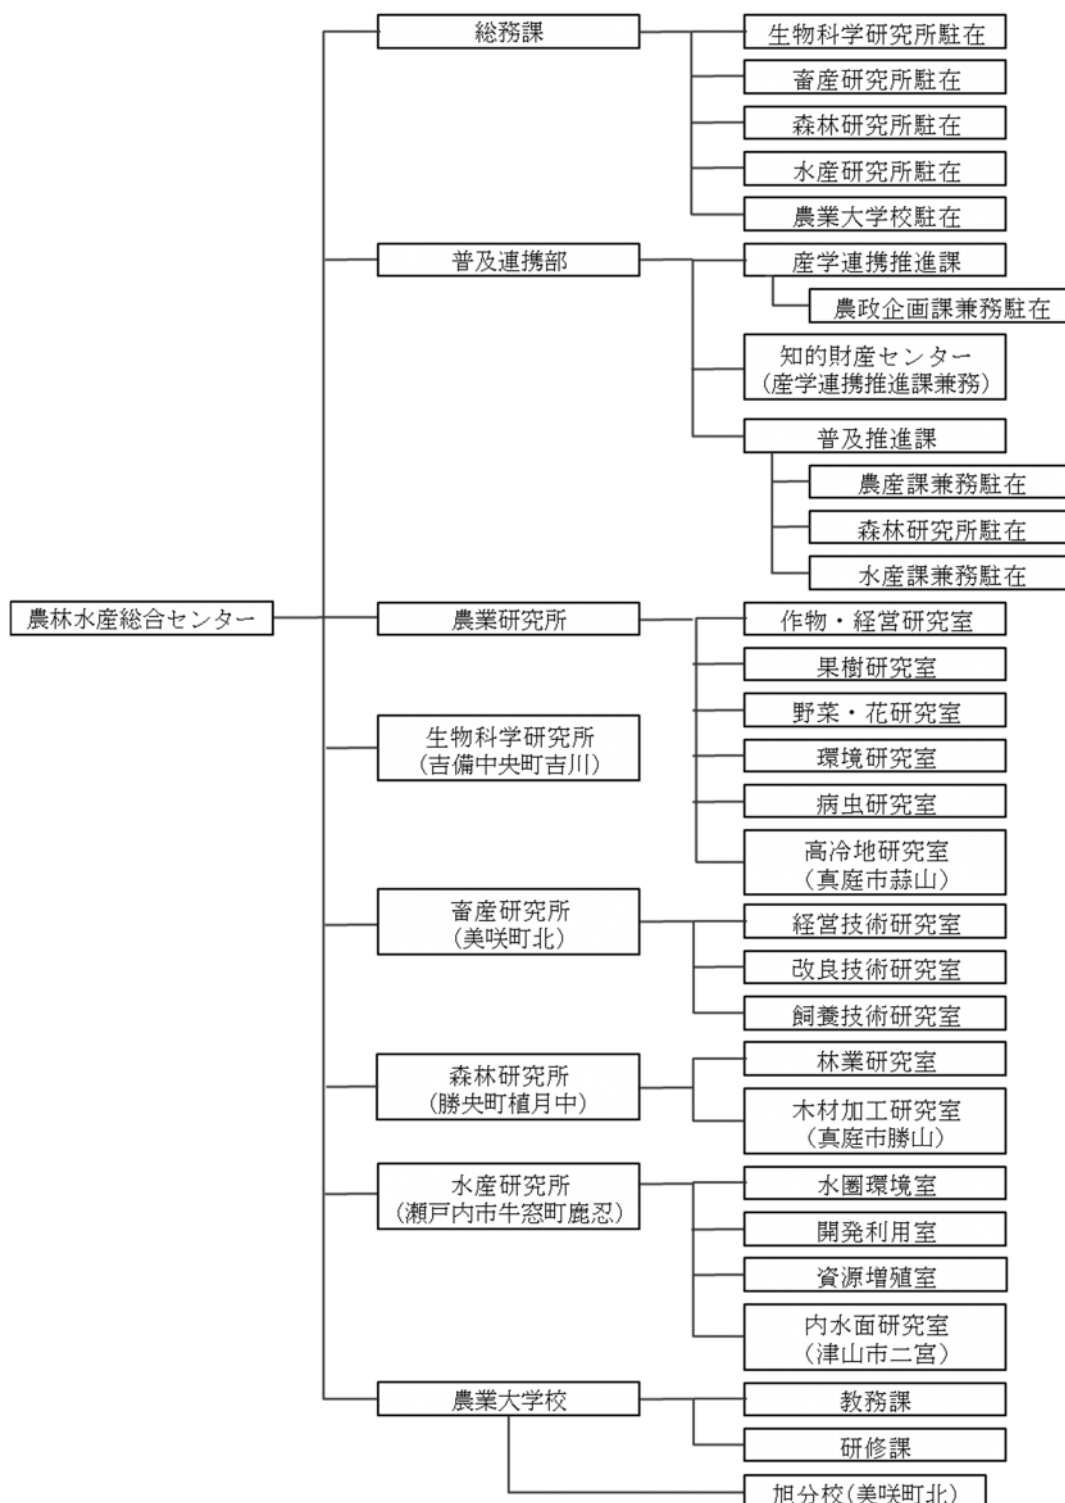 農林水産総合センター
総務課
生物科学研究所駐在
畜産研究所駐在
森林研究所駐在
水産研究所駐在
農業大学校駐在
普及連携部
産学連携推進課
農政企画課兼務駐在
知的財産センター
(産学連携推進課兼務)
普及推進課
農産課兼務駐在
森林研究所駐在
水産課兼務駐在
農業研究所
作物・経営研究室
果樹研究室
野菜・花研究室
環境研究室
病虫研究室
高冷地研究室
(真庭市蒜山)
生物科学研究所
(吉備中央町吉川)
畜産研究所
(美咲町北)
経営技術研究室
改良技術研究室
飼養技術研究室
森林研究所
(勝央町植月中)
林業研究室
木材加工研究室
(真庭市勝山)
水産研究所
(瀬戸内市牛窓町鹿忍)
水圏環境室
開発利用室
資源増殖室
内水面研究室
(津山市二宮)
農業大学校
教務課
研修課
旭分校(美咲町北)